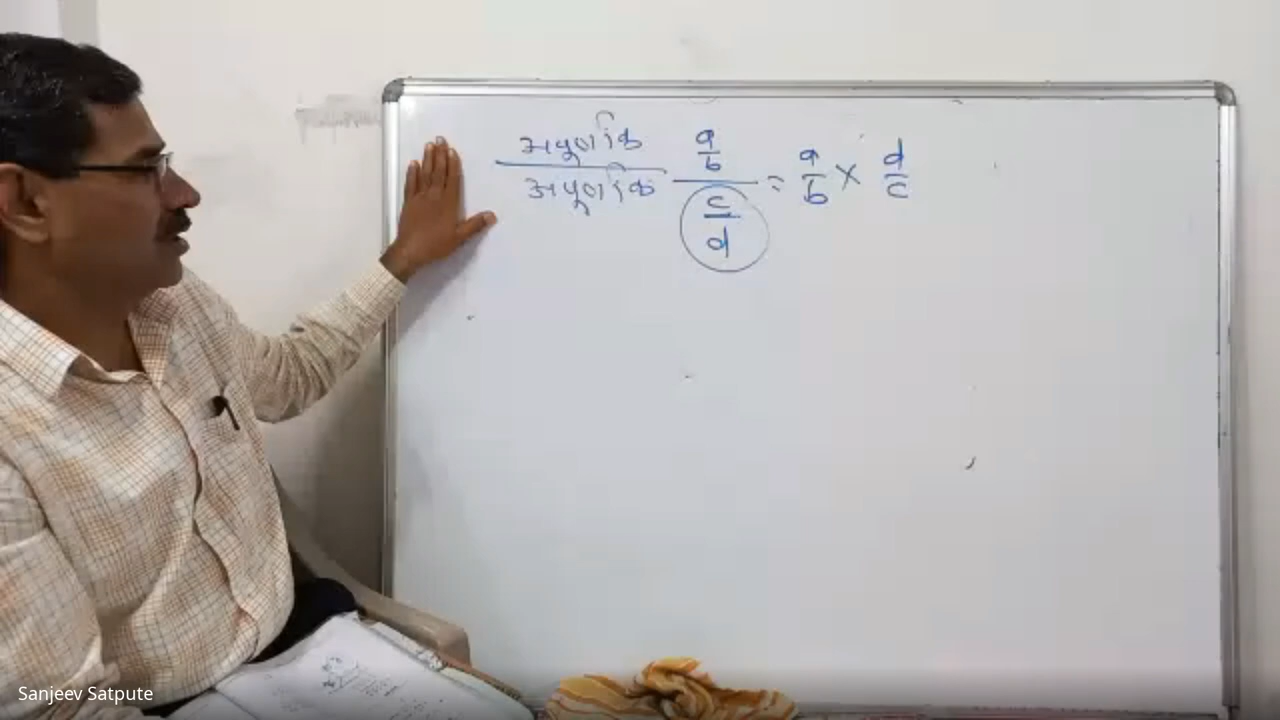 अपूर्णांक
अपूर्णांक
a/b
c/d
= a/b × d/c
Sanjeev Satpute